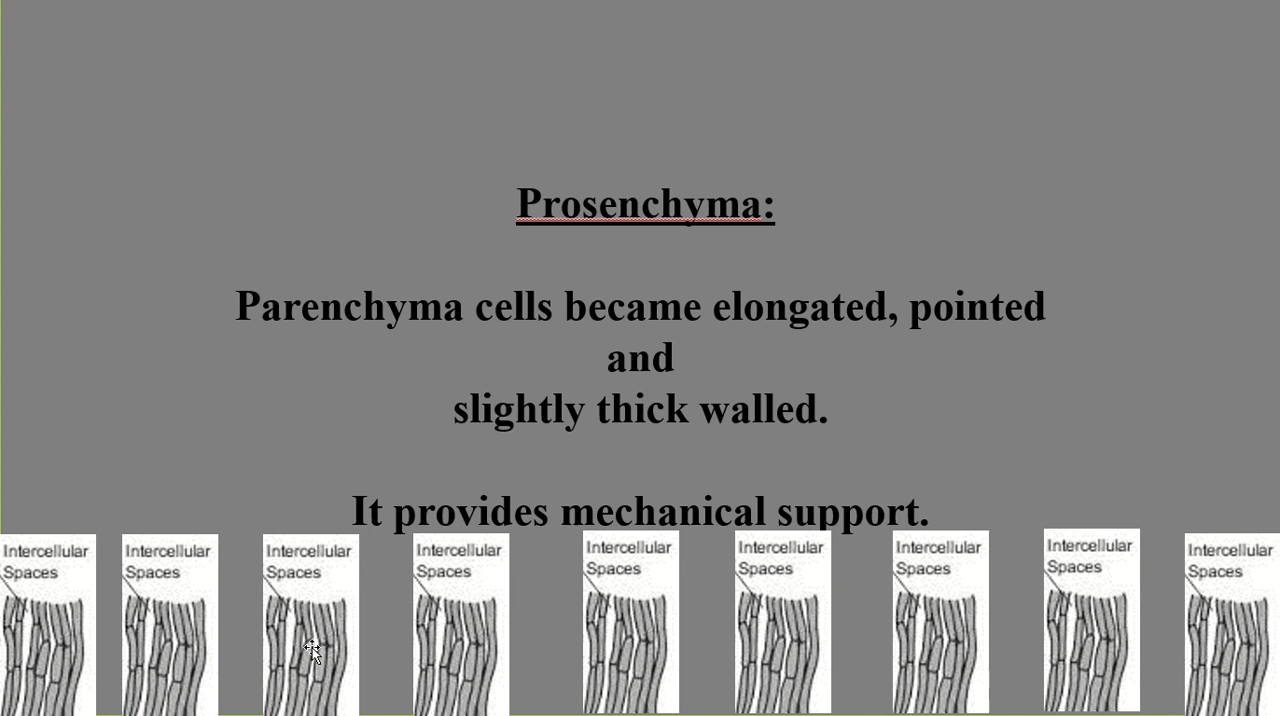 Prosenchyma:
Parenchyma cells became elongated, pointed
and
slightly thick walled.
It provides mechanical support.
Intercellular
Spaces
Intercellular
Spaces
Intercellular
Spaces
Intercellular
Spaces
Intercellular
Spaces
Intercellular
Spaces
Intercellular
Spaces
Intercellular
Spaces
Intercellular
Spaces